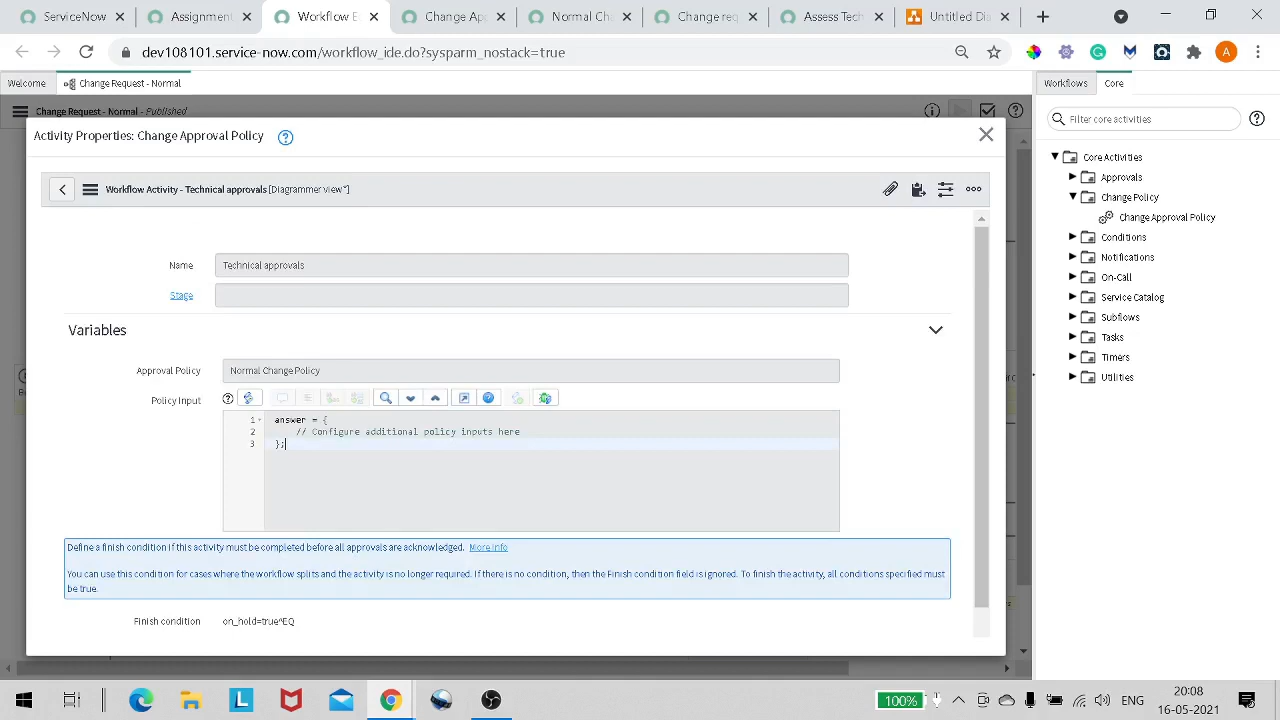 ServiceNow
Assignment
Workflow E
Change Ap
Normal Ch
Change re
Assess Tech
Untitled Dia
dev108101.service-now.com/workflow_ide.do?sysparm_nostack=true
A
Welcome
Change Request - Normal
Workflows
Core
Change Request - Normal - Published
Filter core activities
Activity Properties: Change Approval Policy
Core Activities
Approvals
Workflow Activity - Technical approvals [Diagrammer view*]
Change Policy
Change Approval Policy
Conditions
Notifications
Name
Technical approvals
On-Call
Stage
Service Catalog
Subflows
Variables
Tasks
Timers
Approval Policy
Normal Change Policy
Utilities
Policy Input
1 answer = {
2 // Configure additional policy inputs here
3 };
Define a finish condition if this activity must be completed before all approvals are acknowledged. More info
You can use this condition for cases where the workflow splits and the activity is no longer required. If there is no condition, then the Finish condition field is ignored. To finish the activity, all conditions specified must
be true.
Finish condition
on_hold=true^EQ
100%
ENG
20:08
16-05-2021